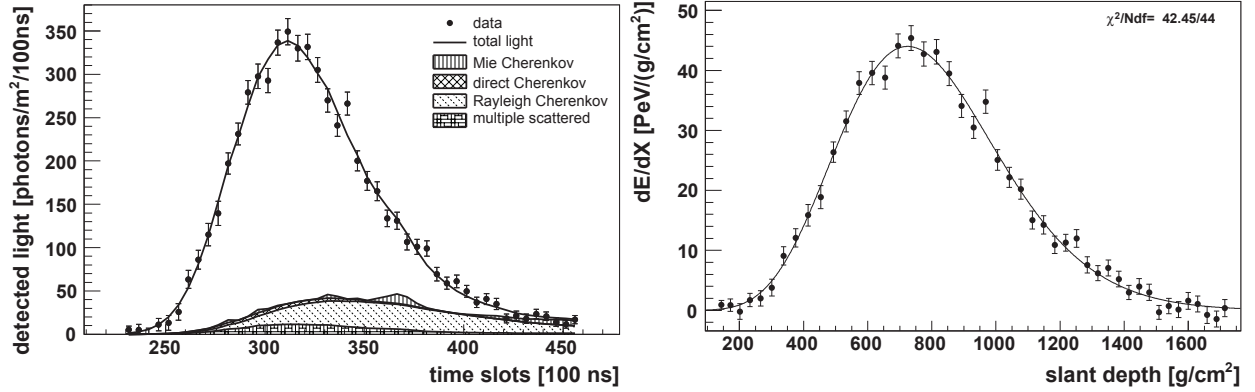 detected light [photons/m²/100ns]
350
300
250
200
150
100
50
0
data
total light
Mie Cherenkov
direct Cherenkov
Rayleigh Cherenkov
multiple scattered
250 300 350 400 450
time slots [100 ns]
dE/dX [PeV/(g/cm²)]
50
40
30
20
10
0
χ²/Ndf= 42.45/44
200 400 600 800 1000 1200 1400 1600
slant depth [g/cm²]